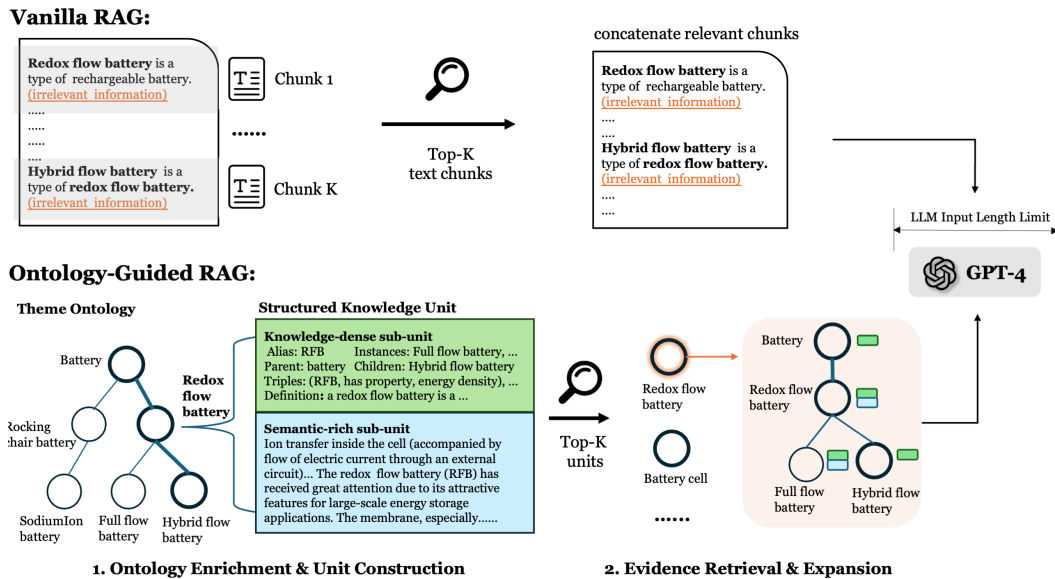 Vanilla RAG:
Redox flow battery is a
type of rechargeable battery.
(irrelevant information)
.....
.....
.....
....
Hybrid flow battery is a
type of redox flow battery.
(irrelevant information)
Chunk 1
......
Chunk K
Top-K
text chunks
concatenate relevant chunks
Redox flow battery is a
type of rechargeable battery.
(irrelevant information)
....
....
Hybrid flow battery is a
type of redox flow battery.
(irrelevant information)
....
....
LLM Input Length Limit
GPT-4
Ontology-Guided RAG:
Theme Ontology
Battery
Rocking
chair battery
SodiumIon
battery
Full flow
battery
Hybrid flow
battery
Redox
flow
battery
Structured Knowledge Unit
Knowledge-dense sub-unit
Alias: RFB Instances: Full flow battery, ...
Parent: battery Children: Hybrid flow battery
Triples: (RFB, has property, energy density), ...
Definition: a redox flow battery is a ...
Semantic-rich sub-unit
Ion transfer inside the cell (accompanied by
flow of electric current through an external
circuit)... The redox flow battery (RFB) has
received great attention due to its attractive
features for large-scale energy storage
applications. The membrane, especially......
Top-K
units
Redox flow
battery
Battery cell
......
Battery
Redox flow
battery
Full flow
battery
Hybrid flow
battery
1. Ontology Enrichment & Unit Construction
2. Evidence Retrieval & Expansion